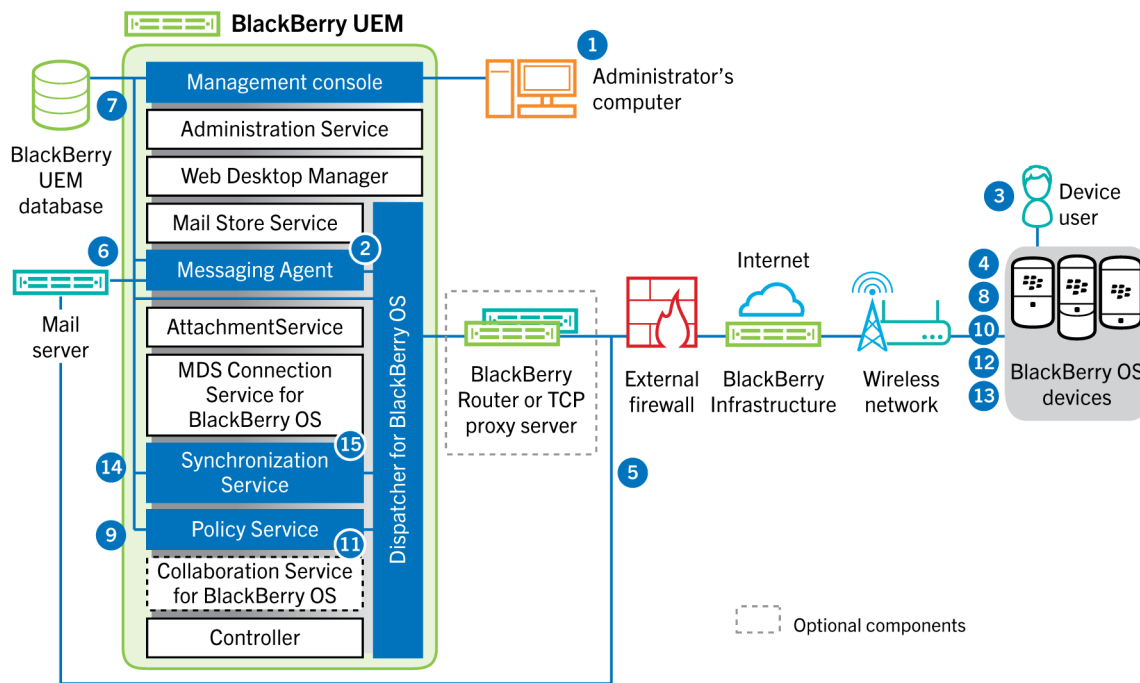 BlackBerry UEM
1
Administrator's
computer
Management console
7
Administration Service
BlackBerry
UEM
database
Web Desktop Manager
3
Device
user
Mail Store Service
2
6
Messaging Agent
Mail
server
AttachmentService
MDS Connection
Service for
BlackBerry OS
15
14
Synchronization
Service
9
Policy Service
11
Collaboration Service
for BlackBerry OS
Controller
Dispatcher for BlackBerry OS
BlackBerry
Router or TCP
proxy server
5
External
firewall
Internet
BlackBerry
Infrastructure
Wireless
network
4
8
10
12
13
BlackBerry OS
devices
Optional components